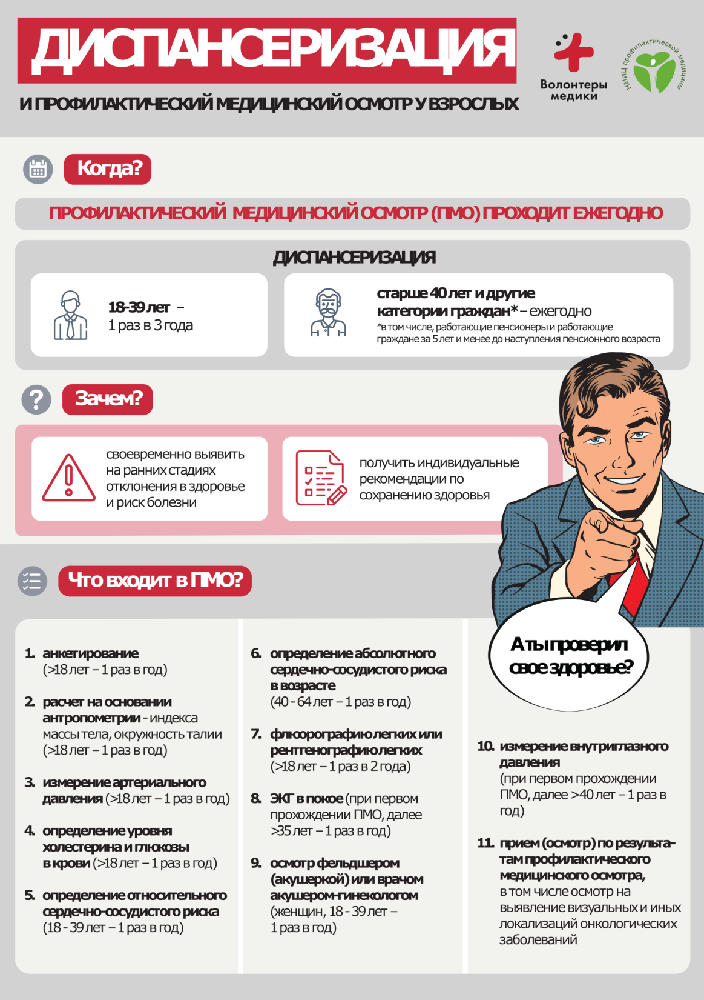 ДИСПАНСЕРИЗАЦИЯ
И ПРОФИЛАКТИЧЕСКИЙ МЕДИЦИНСКИЙ ОСМОТР У ВЗРОСЛЫХ
Волонтеры
медики
НМИЦ профилактической медицины
Когда?
ПРОФИЛАКТИЧЕСКИЙ МЕДИЦИНСКИЙ ОСМОТР (ПМО) ПРОХОДИТ ЕЖЕГОДНО
ДИСПАНСЕРИЗАЦИЯ
18-39 лет –
1 раз в 3 года
старше 40 лет и другие
категории граждан* – ежегодно
*в том числе, работающие пенсионеры и работающие
граждане за 5 лет и менее до наступления пенсионного возраста
Зачем?
своевременно выявить
на ранних стадиях
отклонения в здоровье
и риск болезни
получить индивидуальные
рекомендации по
сохранению здоровья
Что входит в ПМО?
А ты проверил
свое здоровье?
1. анкетирование
(>18 лет – 1 раз в год)
2. расчет на основании
антропометрии - индекса
массы тела, окружность талии
(>18 лет – 1 раз в год)
3. измерение артериального
давления (>18 лет – 1 раз в год)
4. определение уровня
холестерина и глюкозы
в крови (>18 лет – 1 раз в год)
5. определение относительного
сердечно-сосудистого риска
(18 - 39 лет – 1 раз в год)
6. определение абсолютного
сердечно-сосудистого риска
в возрасте
(40 - 64 лет – 1 раз в год)
7. флюорографию легких или
рентгенографию легких
(>18 лет – 1 раз в 2 года)
8. ЭКГ в покое (при первом
прохождении ПМО, далее
>35 лет – 1 раз в год)
9. осмотр фельдшером
(акушеркой) или врачом
акушером-гинекологом
(женщин, 18 - 39 лет –
1 раз в год)
10. измерение внутриглазного
давления
(при первом прохождении
ПМО, далее >40 лет – 1 раз в
год)
11. прием (осмотр) по результа-
там профилактического
медицинского осмотра,
в том числе осмотр на
выявление визуальных и иных
локализаций онкологических
заболеваний